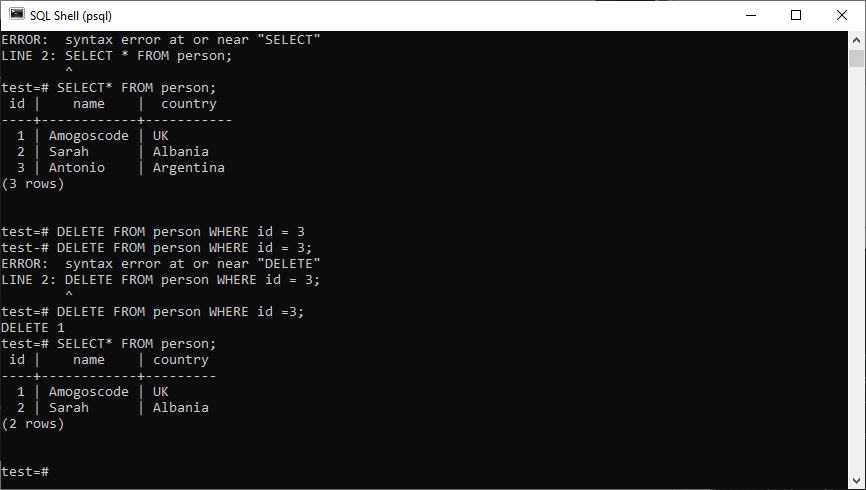 SQL Shell (psql)
ERROR:  syntax error at or near "SELECT"
LINE 2: SELECT * FROM person;
        ^
test=# SELECT* FROM person;
 id |    name    |  country
----+------------+-----------
  1 | Amogoscode | UK
  2 | Sarah      | Albania
  3 | Antonio    | Argentina
(3 rows)
test=# DELETE FROM person WHERE id = 3
test-# DELETE FROM person WHERE id = 3;
ERROR:  syntax error at or near "DELETE"
LINE 2: DELETE FROM person WHERE id = 3;
        ^
test=# DELETE FROM person WHERE id =3;
DELETE 1
test=# SELECT* FROM person;
 id |    name    | country
----+------------+---------
  1 | Amogoscode | UK
  2 | Sarah      | Albania
(2 rows)
test=#